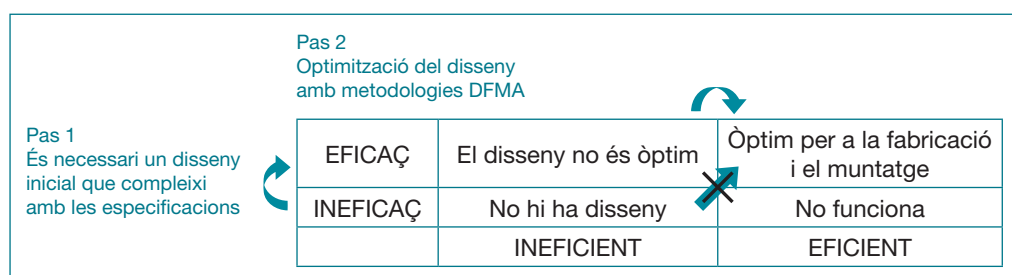 Pas 2
Optimització del disseny
amb metodologies DFMA
Pas 1
És necessari un disseny
inicial que compleixi
amb les especificacions
EFICAÇ
El disseny no és òptim
Òptim per a la fabricació
i el muntatge
INEFICAÇ
No hi ha disseny
No funciona
INEFICIENT
EFICIENT